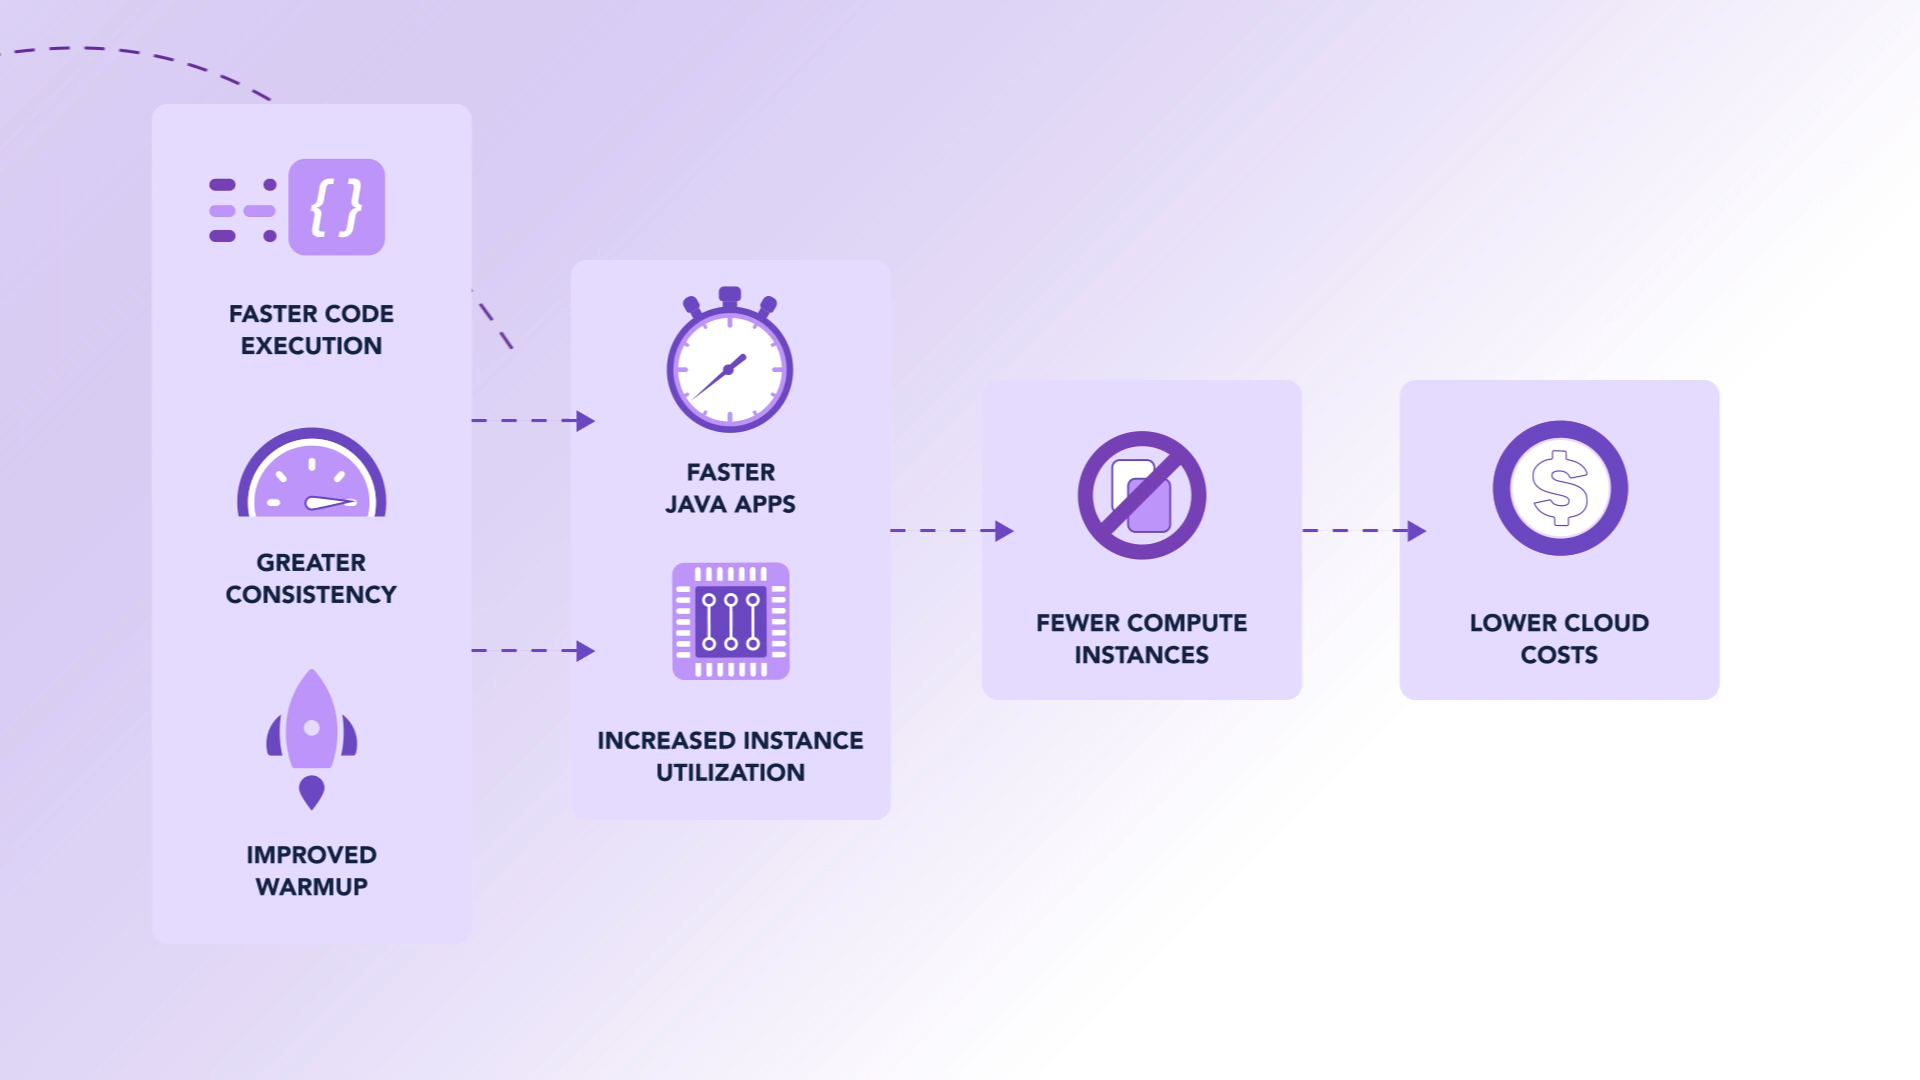 {}
FASTER CODE
EXECUTION
GREATER
CONSISTENCY
IMPROVED
WARMUP
FASTER
JAVA APPS
INCREASED INSTANCE
UTILIZATION
FEWER COMPUTE
INSTANCES
$
LOWER CLOUD
COSTS